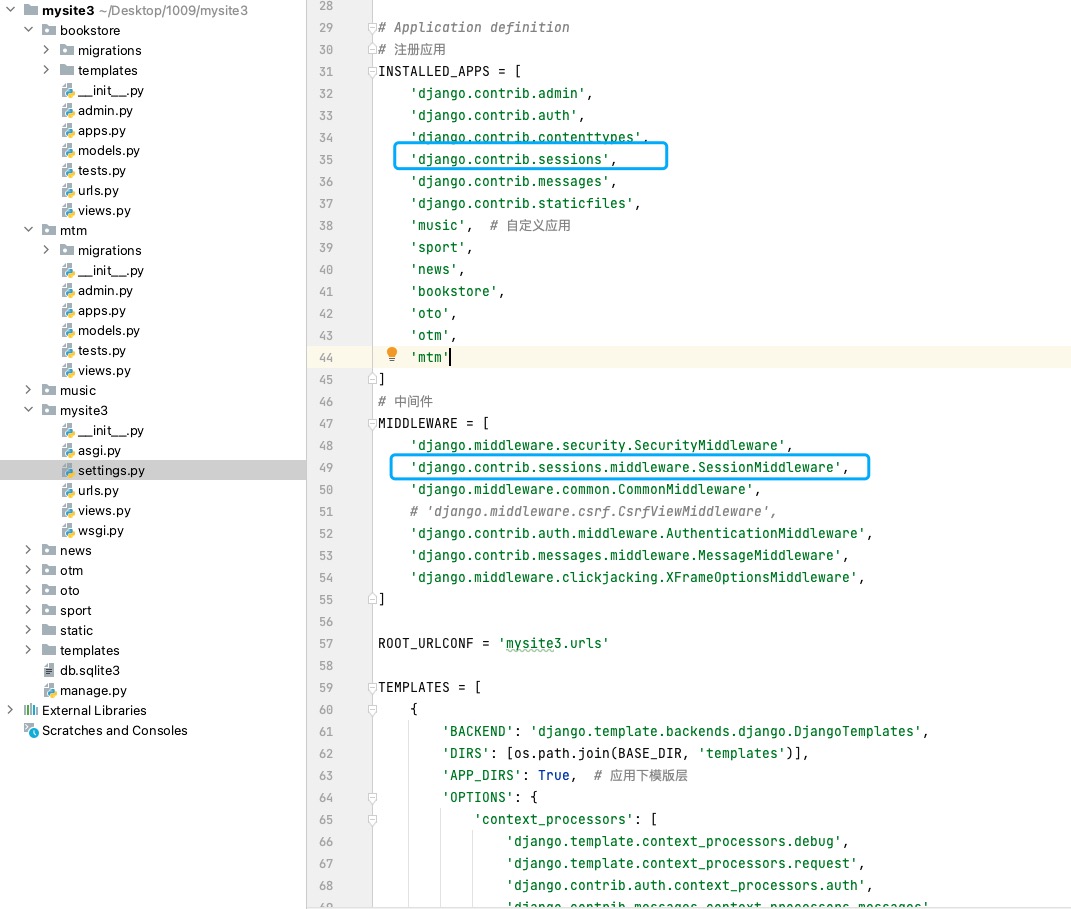 mysite3 ~/Desktop/1009/mysite3
bookstore
migrations
templates
__init__.py
admin.py
apps.py
models.py
tests.py
urls.py
views.py
mtm
migrations
__init__.py
admin.py
apps.py
models.py
tests.py
views.py
music
mysite3
__init__.py
asgi.py
settings.py
urls.py
views.py
wsgi.py
news
otm
oto
sport
static
templates
db.sqlite3
manage.py
External Libraries
Scratches and Consoles
28
29 # Application definition
30 # 注册应用
31 INSTALLED_APPS = [
32 'django.contrib.admin',
33 'django.contrib.auth',
34 'django.contrib.contenttypes',
35 'django.contrib.sessions',
36 'django.contrib.messages',
37 'django.contrib.staticfiles',
38 'music',  # 自定义应用
39 'sport',
40 'news',
41 'bookstore',
42 'oto',
43 'otm',
44 'mtm'
45 ]
46 # 中间件
47 MIDDLEWARE = [
48 'django.middleware.security.SecurityMiddleware',
49 'django.contrib.sessions.middleware.SessionMiddleware',
50 'django.middleware.common.CommonMiddleware',
51 # 'django.middleware.csrf.CsrfViewMiddleware',
52 'django.contrib.auth.middleware.AuthenticationMiddleware',
53 'django.contrib.messages.middleware.MessageMiddleware',
54 'django.middleware.clickjacking.XFrameOptionsMiddleware',
55 ]
56
57 ROOT_URLCONF = 'mysite3.urls'
58
59 TEMPLATES = [
60 {
61 'BACKEND': 'django.template.backends.django.DjangoTemplates',
62 'DIRS': [os.path.join(BASE_DIR, 'templates')],
63 'APP_DIRS': True,  # 应用下模版层
64 'OPTIONS': {
65 'context_processors': [
66 'django.template.context_processors.debug',
67 'django.template.context_processors.request',
68 'django.contrib.auth.context_processors.auth',
69 'django.contrib.messages.context_processors.messages',